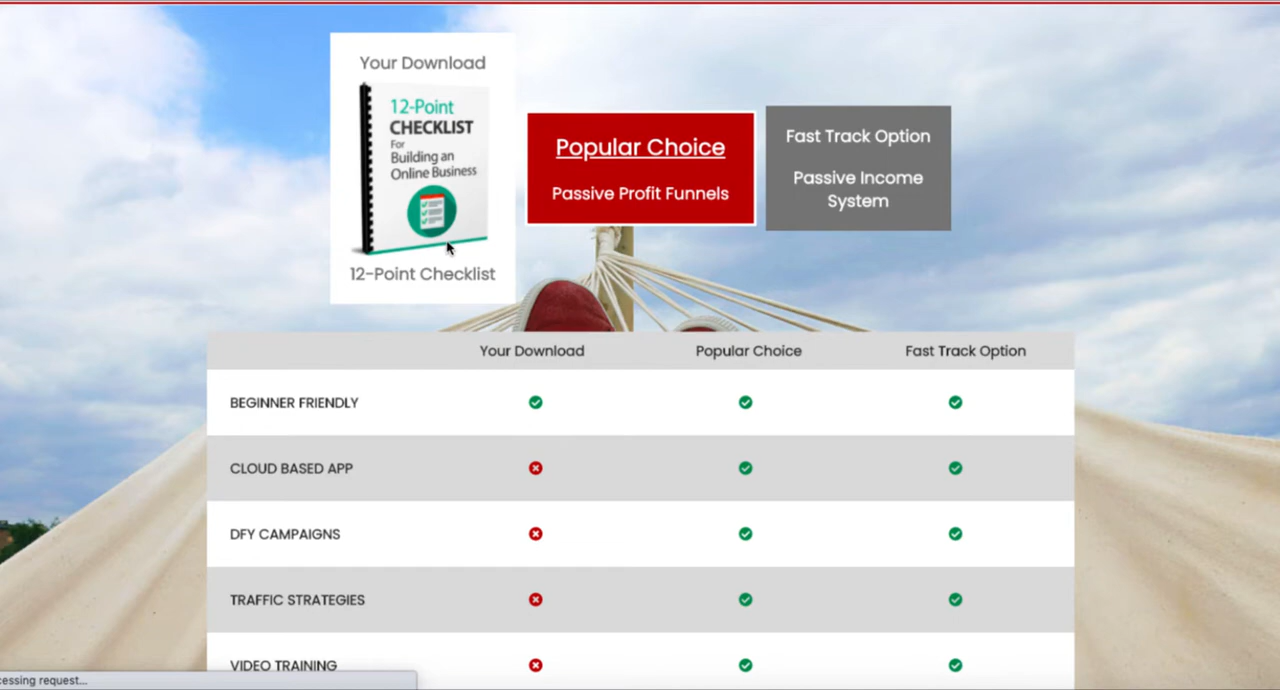 Your Download
12-Point
CHECKLIST
For
Building an
Online Business
12-Point Checklist
Popular Choice
Passive Profit Funnels
Fast Track Option
Passive Income
System
Your Download Popular Choice Fast Track Option
BEGINNER FRIENDLY
CLOUD BASED APP
DFY CAMPAIGNS
TRAFFIC STRATEGIES
VIDEO TRAINING
cessing request...